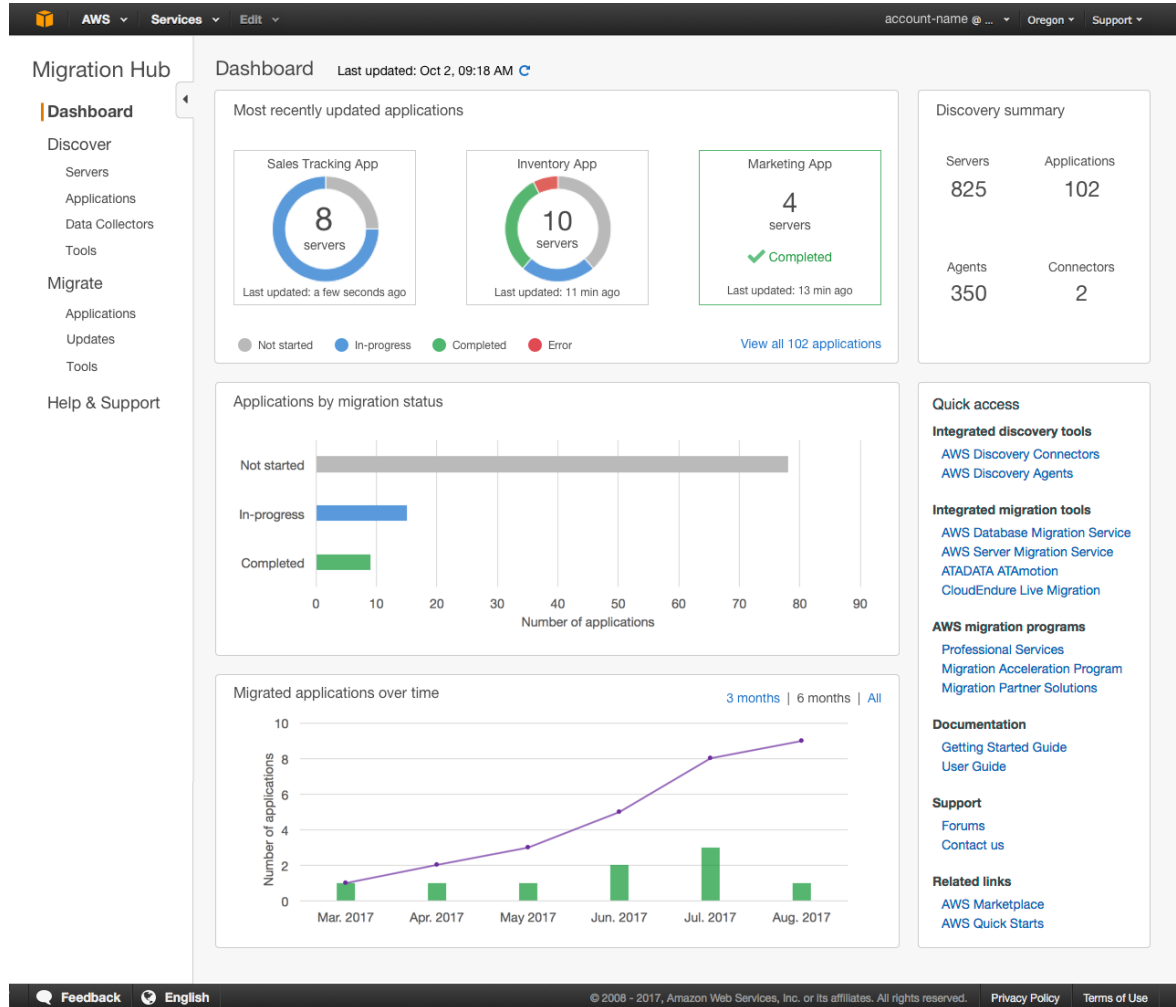 AWS Services Edit account-name @ ... Oregon Support
Migration Hub
Dashboard
Discover
Servers
Applications
Data Collectors
Tools
Migrate
Applications
Updates
Tools
Help & Support
Dashboard Last updated: Oct 2, 09:18 AM
Most recently updated applications
Sales Tracking App
8
servers
Last updated: a few seconds ago
Inventory App
10
servers
Last updated: 11 min ago
Marketing App
4
servers
Completed
Last updated: 13 min ago
Not started In-progress Completed Error
View all 102 applications
Discovery summary
Servers Applications
825 102
Agents Connectors
350 2
Applications by migration status
Not started
In-progress
Completed
0 10 20 30 40 50 60 70 80 90
Number of applications
Migrated applications over time
3 months | 6 months | All
Number of applications
10
8
6
4
2
0
Mar. 2017 Apr. 2017 May 2017 Jun. 2017 Jul. 2017 Aug. 2017
Quick access
Integrated discovery tools
AWS Discovery Connectors
AWS Discovery Agents
Integrated migration tools
AWS Database Migration Service
AWS Server Migration Service
ATADATA ATAmotion
CloudEndure Live Migration
AWS migration programs
Professional Services
Migration Acceleration Program
Migration Partner Solutions
Documentation
Getting Started Guide
User Guide
Support
Forums
Contact us
Related links
AWS Marketplace
AWS Quick Starts
Feedback English © 2008 - 2017, Amazon Web Services, Inc. or its affiliates. All rights reserved. Privacy Policy Terms of Use